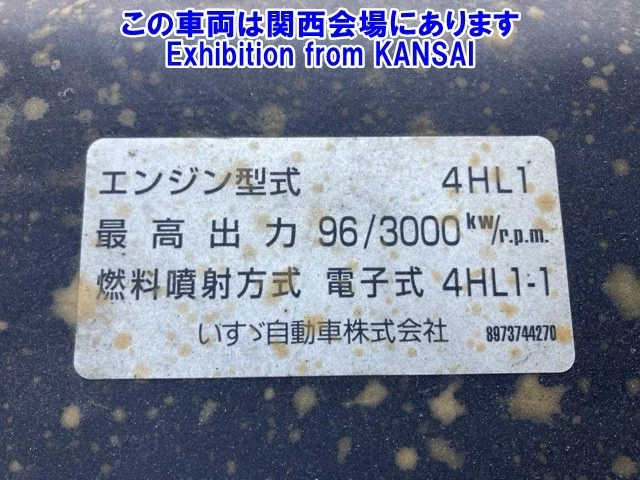 この車両は関西会場にあります
Exhibition from KANSAI
エンジン型式 4HL1
最高出力 96/3000 kw/r.p.m.
燃料噴射方式 電子式 4HL1-1
いすゞ自動車株式会社 8973744270